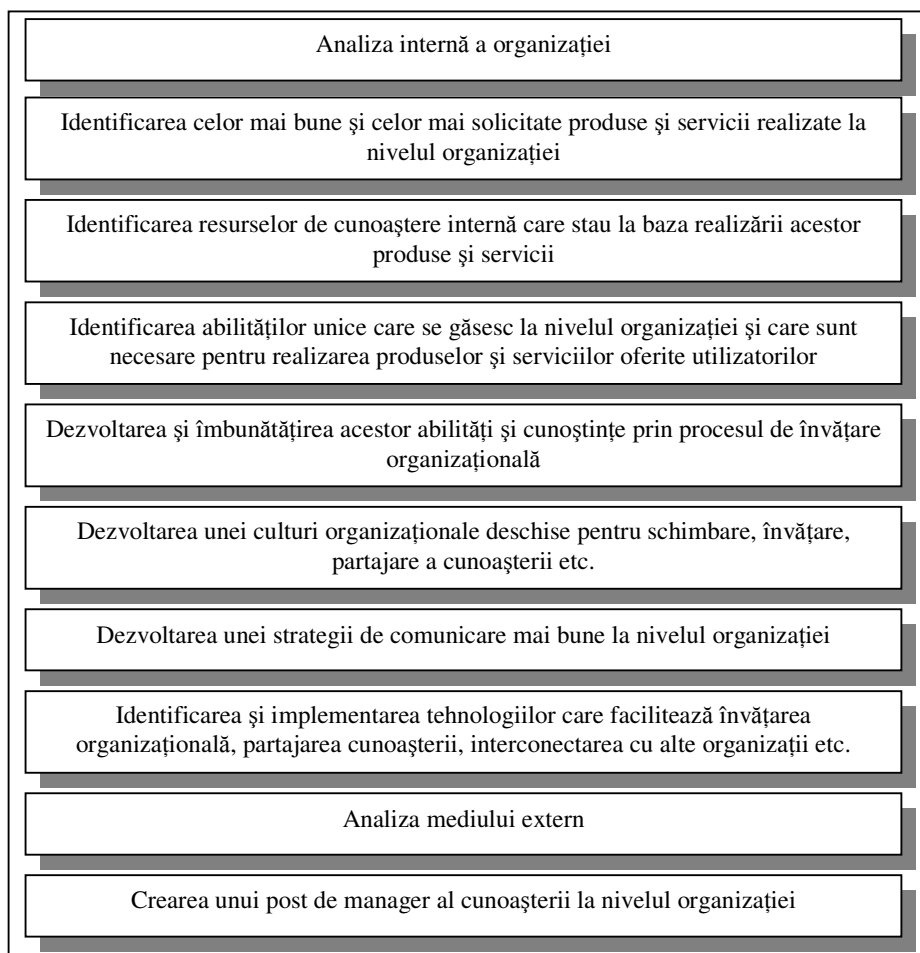 Analiza internă a organizației
Identificarea celor mai bune şi celor mai solicitate produse şi servicii realizate la
nivelul organizației
Identificarea resurselor de cunoaştere internă care stau la baza realizării acestor
produse şi servicii
Identificarea abilităților unice care se găsesc la nivelul organizației şi care sunt
necesare pentru realizarea produselor şi serviciilor oferite utilizatorilor
Dezvoltarea şi îmbunătățirea acestor abilități şi cunoştințe prin procesul de învățare
organizațională
Dezvoltarea unei culturi organizaționale deschise pentru schimbare, învățare,
partajare a cunoaşterii etc.
Dezvoltarea unei strategii de comunicare mai bune la nivelul organizației
Identificarea şi implementarea tehnologiilor care facilitează învățarea
organizațională, partajarea cunoaşterii, interconectarea cu alte organizații etc.
Analiza mediului extern
Crearea unui post de manager al cunoaşterii la nivelul organizației